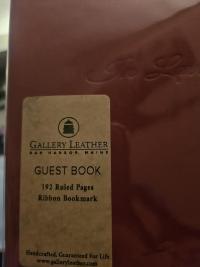 GALLERY LEATHER
BAR HARBOR, MAINE
GUEST BOOK
192 Ruled Pages
Ribbon Bookmark
Handcrafted, Guaranteed For Life
www.galleryleather.com